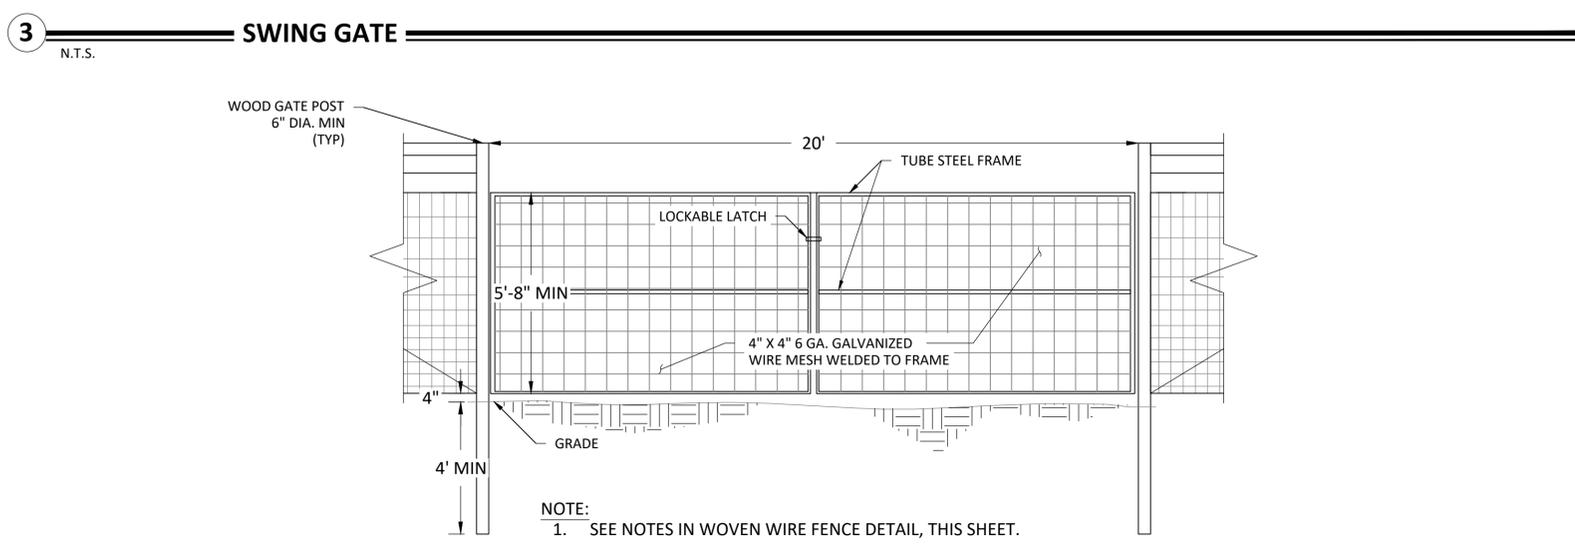 3
SWING GATE
N.T.S.
WOOD GATE POST
6" DIA. MIN
(TYP)
20'
TUBE STEEL FRAME
LOCKABLE LATCH
5'-8" MIN
4" X 4" 6 GA. GALVANIZED
WIRE MESH WELDED TO FRAME
4"
GRADE
4' MIN
NOTE:
1. SEE NOTES IN WOVEN WIRE FENCE DETAIL, THIS SHEET.